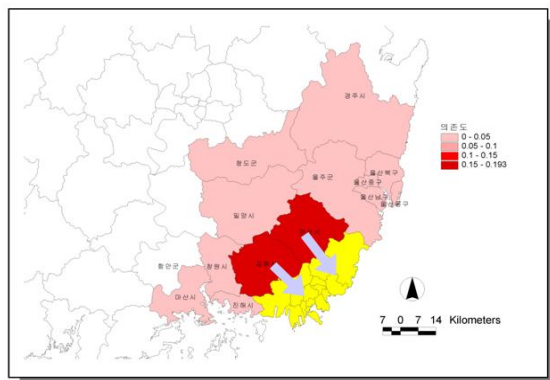 경주시
의존도
0 - 0.05
0.05 - 0.1
0.1 - 0.15
0.15 - 0.193
청도군
울주군
울산북구
울산중구
울산남구
밀양시
함안군
창원시
마산시
진해시
7 0 7 14 Kilometers